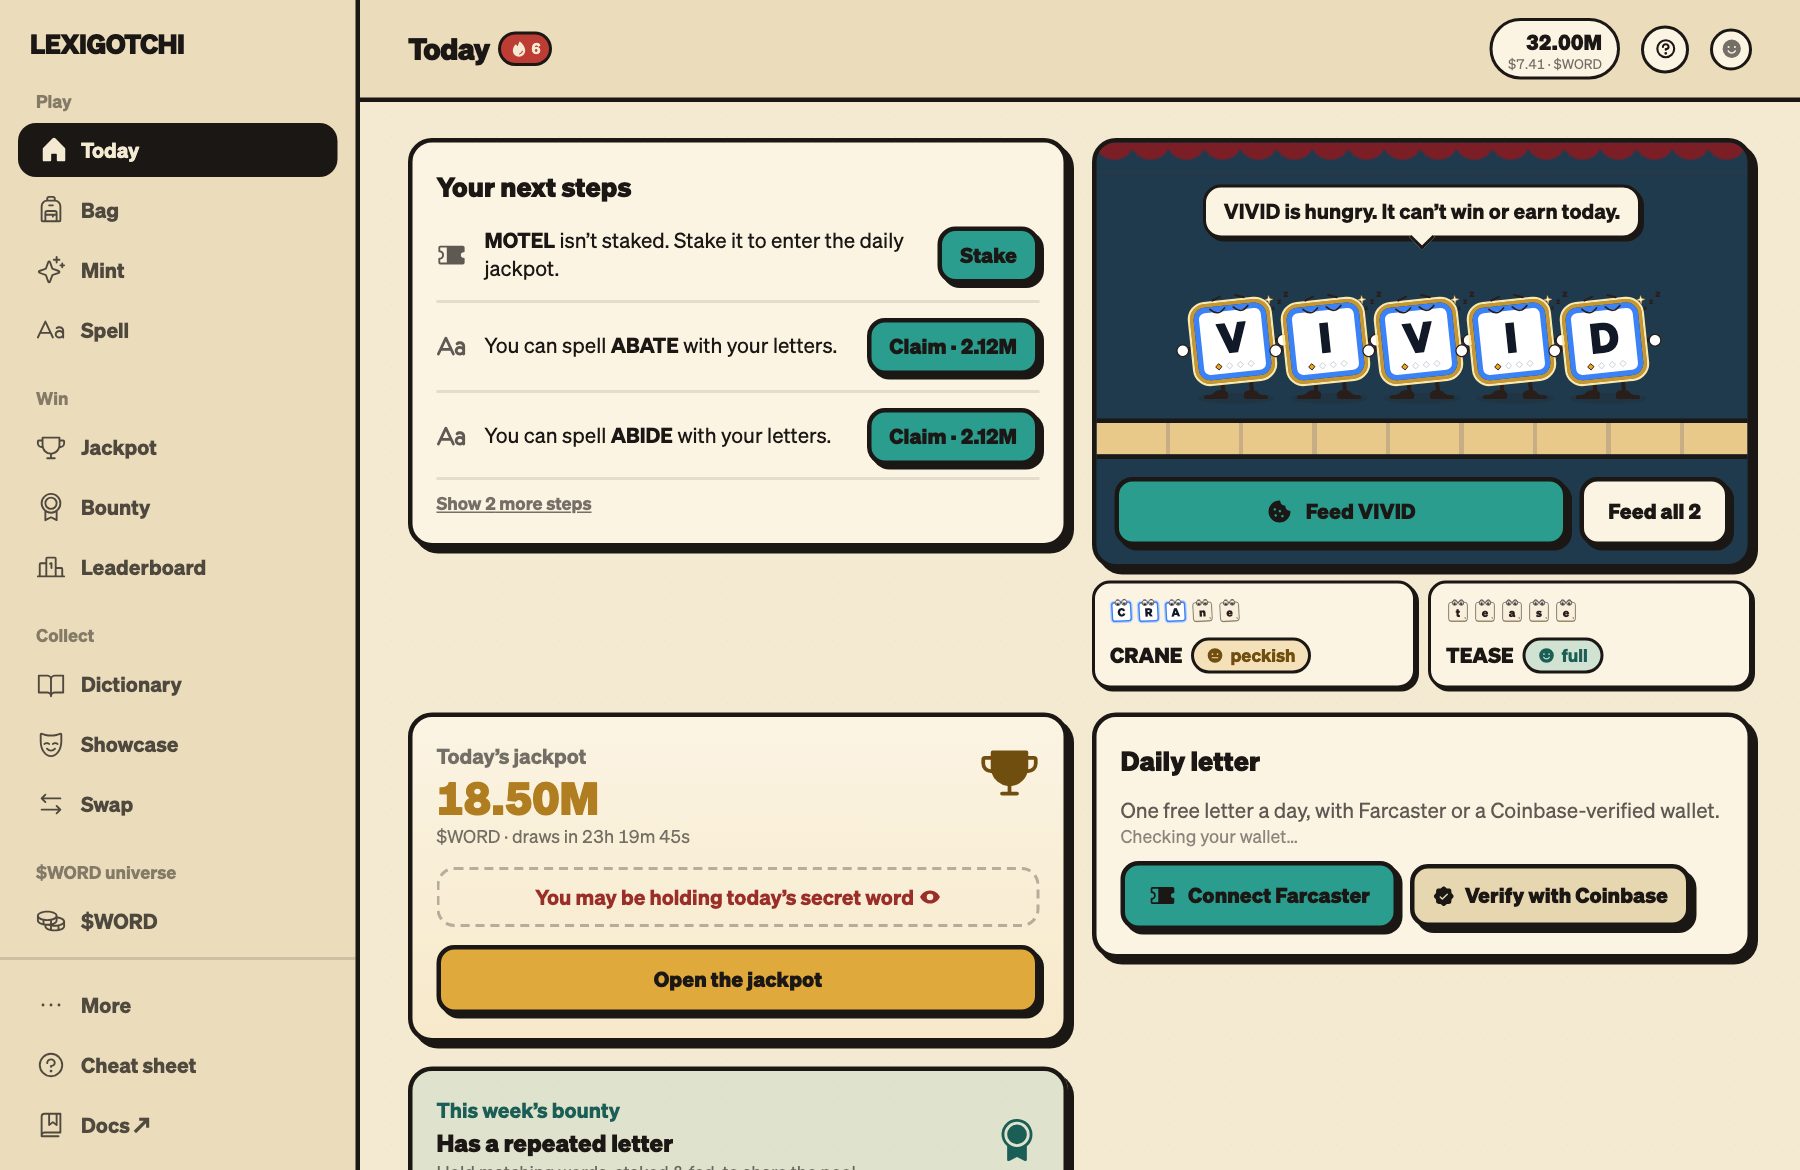 LEXIGOTCHI
Play
Today
Bag
Mint
Aa Spell
Win
Jackpot
Bounty
Leaderboard
Collect
Dictionary
Showcase
Swap
$WORD universe
$WORD
More
Cheat sheet
Docs
Today 6
32.00M
$7.41 · $WORD
Your next steps
MOTEL isn't staked. Stake it to enter the daily
jackpot.
Stake
Aa You can spell ABATE with your letters.
Claim · 2.12M
Aa You can spell ABIDE with your letters.
Claim · 2.12M
Show 2 more steps
VIVID is hungry. It can't win or earn today.
V I V I D
Feed VIVID
Feed all 2
C R A n e
CRANE peckish
t e a s e
TEASE full
Today's jackpot
18.50M
$WORD · draws in 23h 19m 45s
You may be holding today's secret word
Open the jackpot
Daily letter
One free letter a day, with Farcaster or a Coinbase-verified wallet.
Checking your wallet…
Connect Farcaster
Verify with Coinbase
This week's bounty
Has a repeated letter